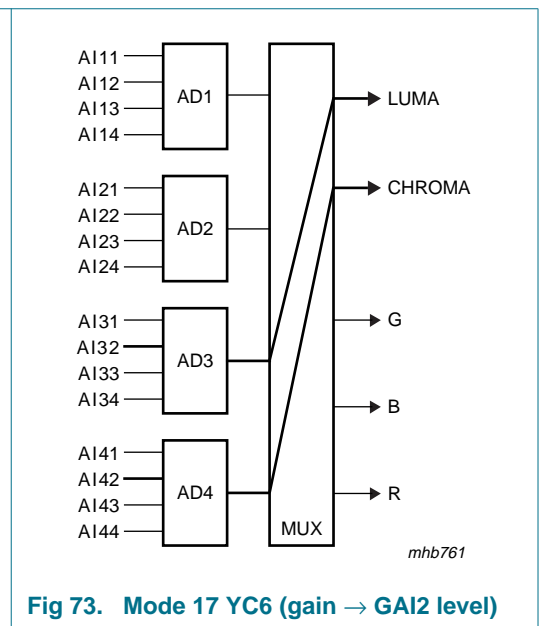 AI11
AI12
AI13
AI14
AD1
AI21
AI22
AI23
AI24
AD2
AI31
AI32
AI33
AI34
AD3
AI41
AI42
AI43
AI44
AD4
MUX
LUMA
CHROMA
G
B
R
mhb761
Fig 73. Mode 17 YC6 (gain → GAI2 level)